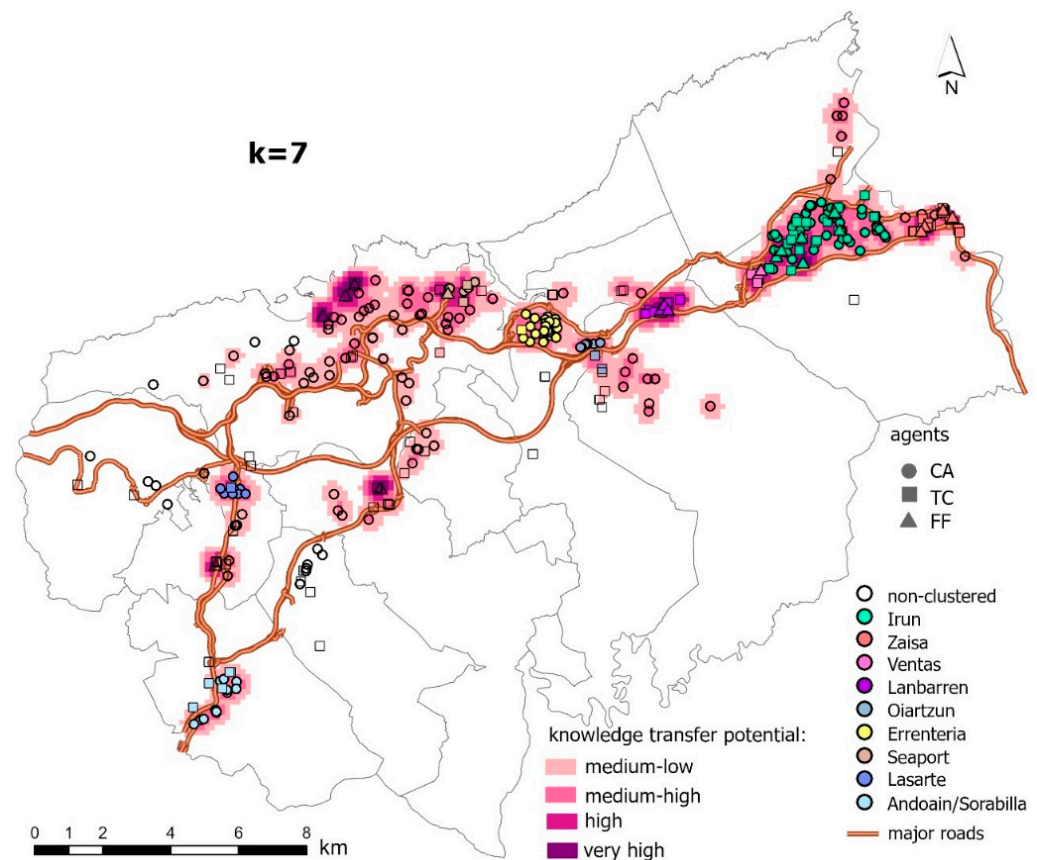 N
k=7
agents
CA
TC
FF
non-clustered
Irun
Zaisa
Ventas
Lanbarren
Oiartzun
Errenteria
Seaport
Lasarte
Andoain/Sorabilla
major roads
knowledge transfer potential:
medium-low
medium-high
high
very high
0 1 2 4 6 8
km